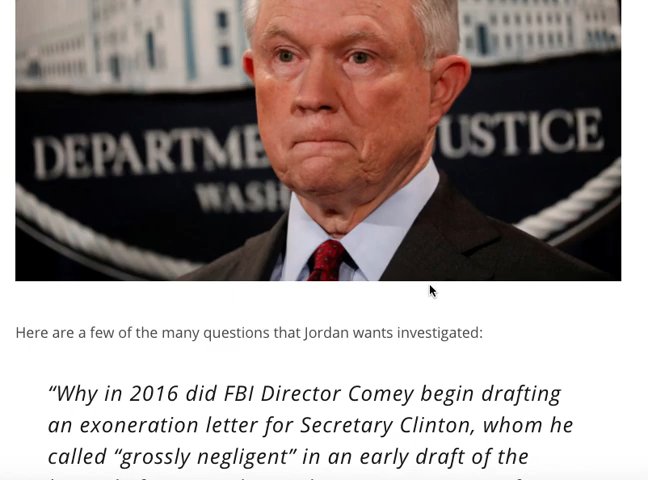 DEPARTME USTICE
WASH
Here are a few of the many questions that Jordan wants investigated:
“Why in 2016 did FBI Director Comey begin drafting
an exoneration letter for Secretary Clinton, whom he
called “grossly negligent” in an early draft of the